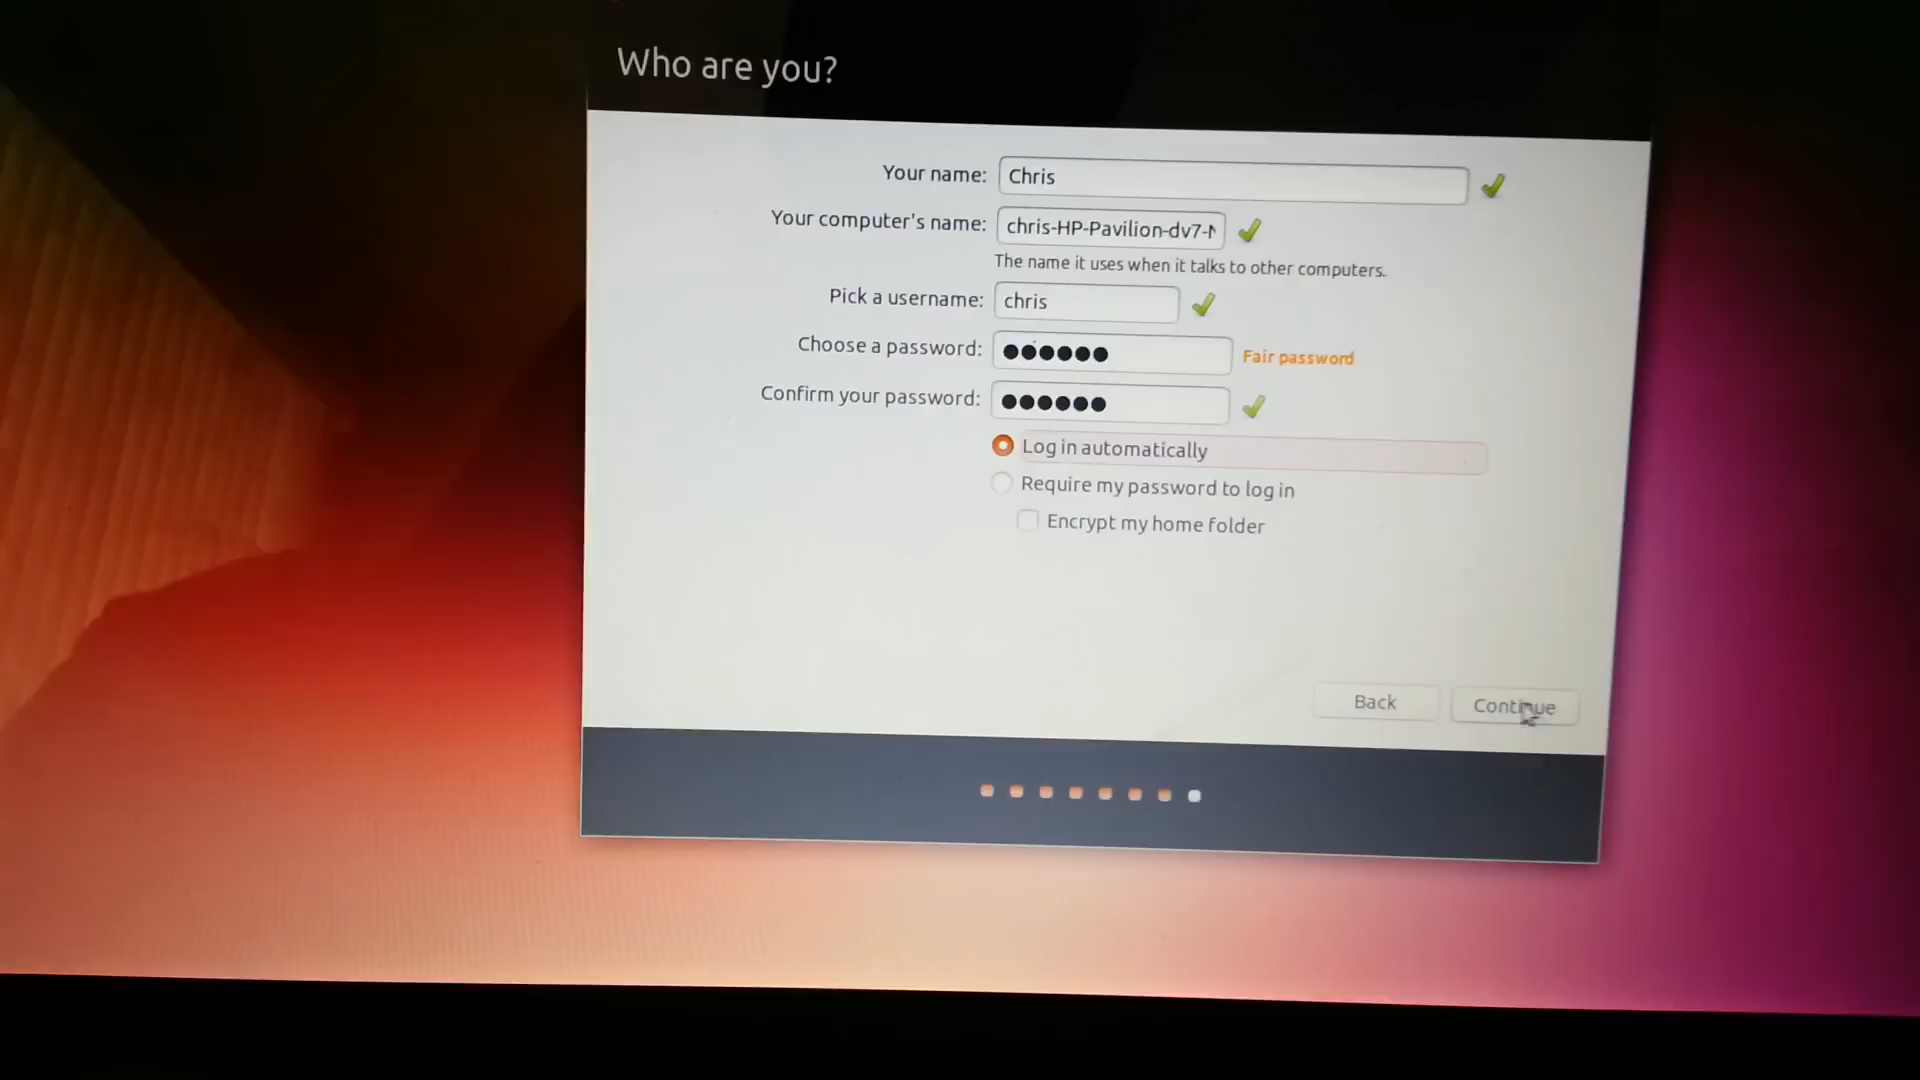 Who are you?
Your name: Chris
Your computer's name: chris-HP-Pavilion-dv7-N
The name it uses when it talks to other computers.
Pick a username: chris
Choose a password: ●●●●●● Fair password
Confirm your password: ●●●●●●
Log in automatically
Require my password to log in
Encrypt my home folder
Back Continue